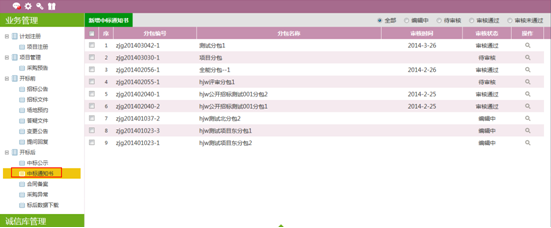 业务管理
计划注册
项目注册
项目管理
采购预告
开标前
招标公告
招标文件
场地预约
答疑文件
变更公告
提问回复
开标后
中标公示
中标通知书
合同备案
采购异常
标后数据下载
诚信库管理
新增中标通知书
全部 编辑中 待审核 审核通过 审核未通过
序 分包编号 分包名称 审核时间 审核状态 操作
1 zjg201403042-1 测试分包1 2014-3-26 审核通过
2 zjg201403030-1 项目分包 待审核
3 zjg201402056-1 全能分包--1 2014-2-26 审核通过
4 zjg201402055-1 hjw评审分包1 待审核
5 zjg201402040-1 hjw公开招标测试001分包2 2014-2-25 审核通过
6 zjg201402040-2 hjw公开招标测试001分包1 2014-2-25 审核通过
7 zjg201401037-2 hjw测试北分包2 编辑中
8 zjg201401023-3 hjw测试项目东分包1 编辑中
9 zjg201401023-1 hjw测试项目东分包2 编辑中